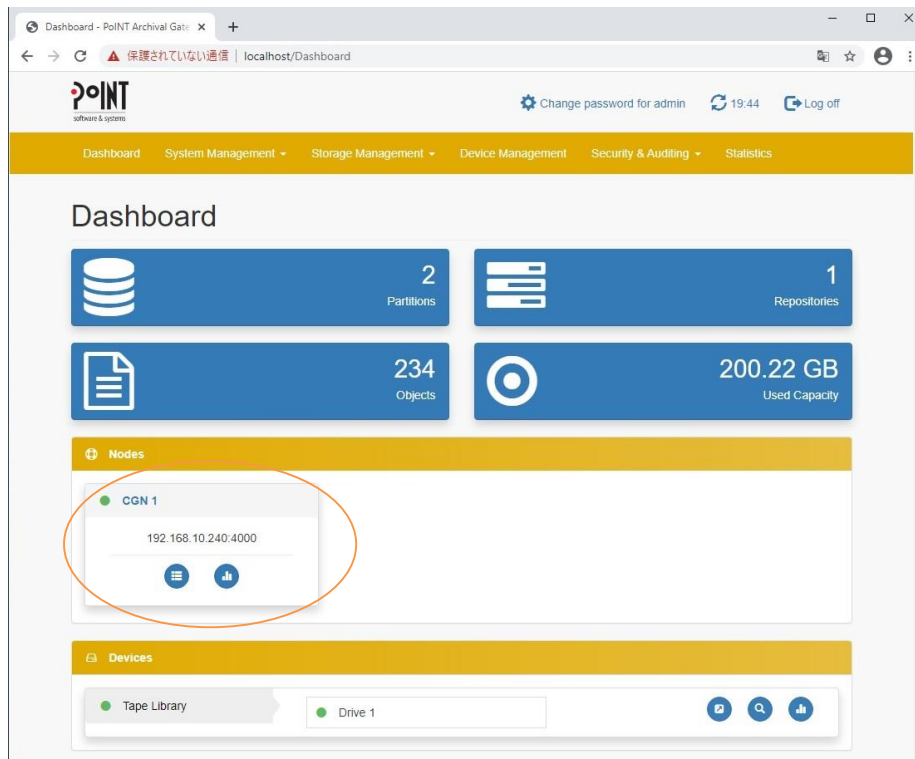 Dashboard - PoINT Archival Gate
保護されていない通信 | localhost/Dashboard
PoINT
software & systems
Change password for admin 19:44 Log off
Dashboard System Management Storage Management Device Management Security & Auditing Statistics
Dashboard
2
Partitions
1
Repositories
234
Objects
200.22 GB
Used Capacity
Nodes
CGN 1
192.168.10.240:4000
Devices
Tape Library Drive 1